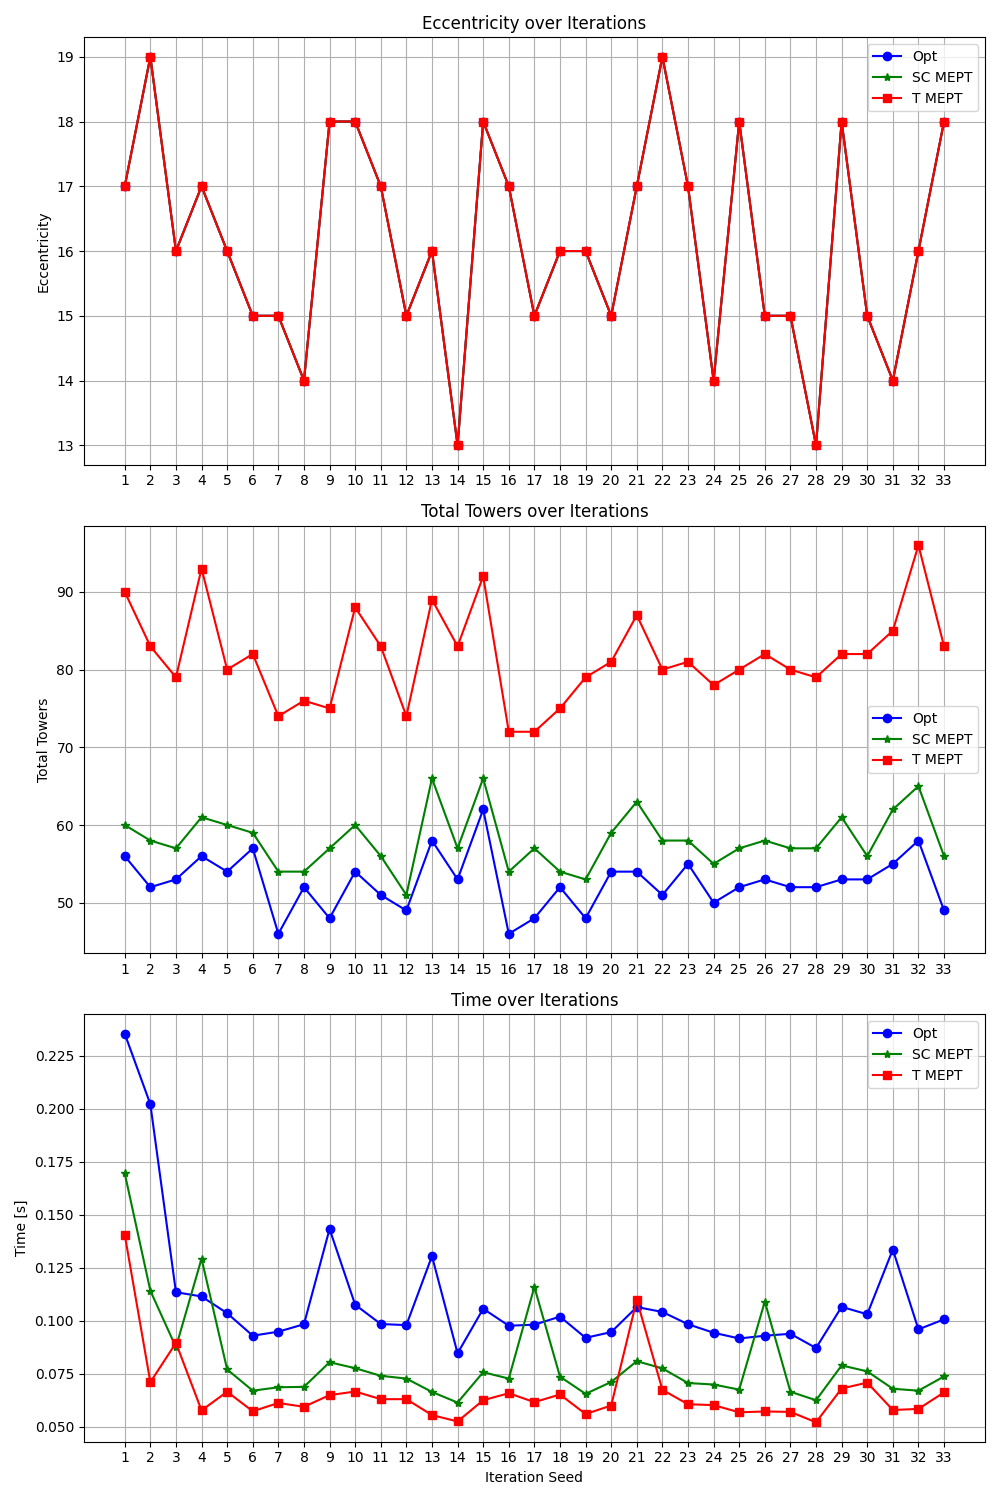 Eccentricity over Iterations
Eccentricity
19
18
17
16
15
14
13
Opt
SC MEPT
T MEPT
1 2 3 4 5 6 7 8 9 10 11 12 13 14 15 16 17 18 19 20 21 22 23 24 25 26 27 28 29 30 31 32 33
Total Towers over Iterations
Total Towers
90
80
70
60
50
Opt
SC MEPT
T MEPT
1 2 3 4 5 6 7 8 9 10 11 12 13 14 15 16 17 18 19 20 21 22 23 24 25 26 27 28 29 30 31 32 33
Time over Iterations
Time [s]
0.225
0.200
0.175
0.150
0.125
0.100
0.075
0.050
Opt
SC MEPT
T MEPT
1 2 3 4 5 6 7 8 9 10 11 12 13 14 15 16 17 18 19 20 21 22 23 24 25 26 27 28 29 30 31 32 33
Iteration Seed